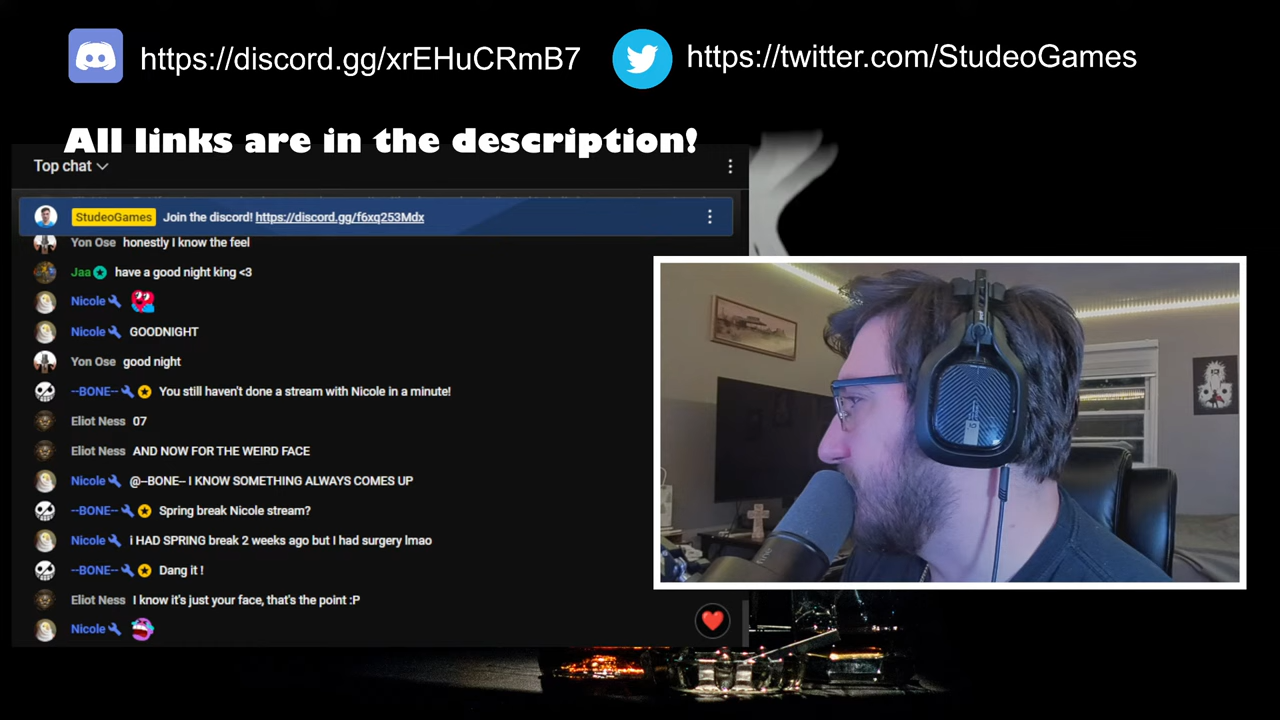 https://discord.gg/xrEHuCRmB7
https://twitter.com/StudeoGames
All links are in the description!
Top chat
StudeoGames Join the discord! https://discord.gg/f6xq253Mdx
Yon Ose honestly I know the feel
Jaa have a good night king <3
Nicole
Nicole GOODNIGHT
Yon Ose good night
--BONE-- You still haven't done a stream with Nicole in a minute!
Eliot Ness 07
Eliot Ness AND NOW FOR THE WEIRD FACE
Nicole @--BONE-- I KNOW SOMETHING ALWAYS COMES UP
--BONE-- Spring break Nicole stream?
Nicole i HAD SPRING break 2 weeks ago but I had surgery lmao
--BONE-- Dang it !
Eliot Ness I know it's just your face, that's the point :P
Nicole